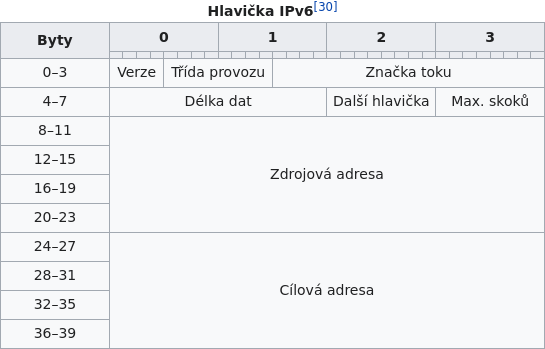 Hlavička IPv6[30]
Byty 0 1 2 3
0–3 Verze Třída provozu Značka toku
4–7 Délka dat Další hlavička Max. skoků
8–11
12–15
Zdrojová adresa
16–19
20–23
24–27
28–31
Cílová adresa
32–35
36–39